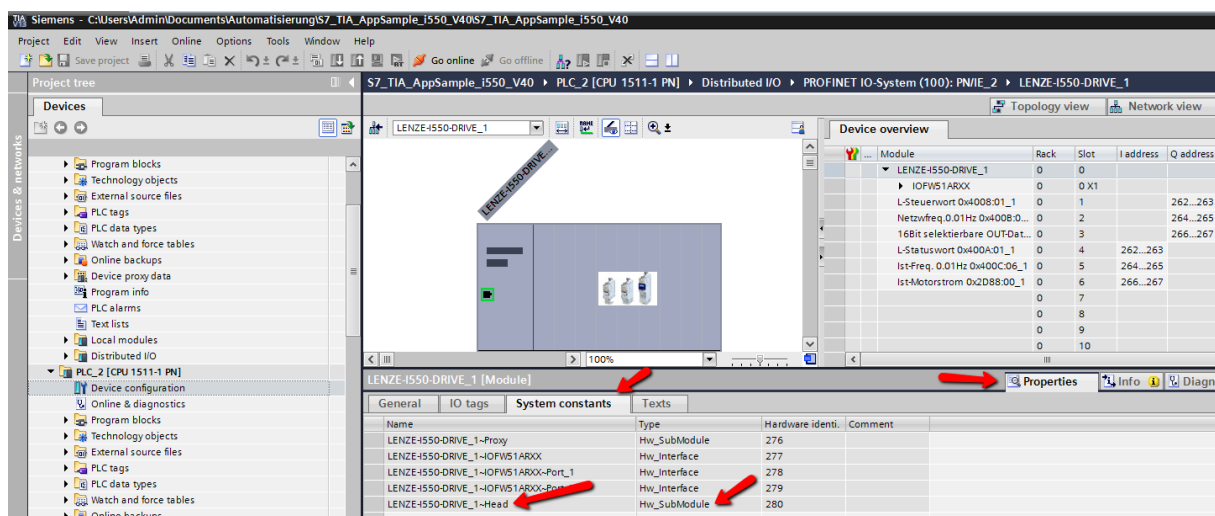 Siemens - C:\Users\Admin\Documents\Automatisierung\S7_TIA_AppSample_i550_V40\S7_TIA_AppSample_i550_V40
Project Edit View Insert Online Options Tools Window Help
Save project Go online Go offline
Project tree
S7_TIA_AppSample_i550_V40 PLC_2 [CPU 1511-1 PN] Distributed I/O PROFINET IO-System (100): PN/IE_2 LENZE-I550-DRIVE_1
Devices
Devices & networks
Program blocks
Technology objects
External source files
PLC tags
PLC data types
Watch and force tables
Online backups
Device proxy data
Program info
PLC alarms
Text lists
Local modules
Distributed I/O
PLC_2 [CPU 1511-1 PN]
Device configuration
Online & diagnostics
Program blocks
Technology objects
External source files
PLC tags
PLC data types
Watch and force tables
Online backups
Topology view Network view
LENZE-I550-DRIVE_1
LENZE-I550-DRIVE...
100%
Device overview
... Module Rack Slot I address Q address
LENZE-I550-DRIVE_1 0 0
IOFW51ARXX 0 0 X1
L-Steuerwort 0x4008:01_1 0 1 262...263
Netzwfreq.0.01Hz 0x400B:0... 0 2 264...265
16Bit selektierbare OUT-Dat... 0 3 266...267
L-Statuswort 0x400A:01_1 0 4 262...263
Ist-Freq. 0.01Hz 0x400C:06_1 0 5 264...265
Ist-Motorstrom 0x2D88:00_1 0 6 266...267
0 7
0 8
0 9
0 10
LENZE-I550-DRIVE_1 [Module]
Properties Info Diagn
General IO tags System constants Texts
Name Type Hardware identi. Comment
LENZE-I550-DRIVE_1~Proxy Hw_SubModule 276
LENZE-I550-DRIVE_1~IOFW51ARXX Hw_Interface 277
LENZE-I550-DRIVE_1~IOFW51ARXX~Port_1 Hw_Interface 278
Hw_Interface 279
LENZE-I550-DRIVE_1~Head Hw_SubModule 280